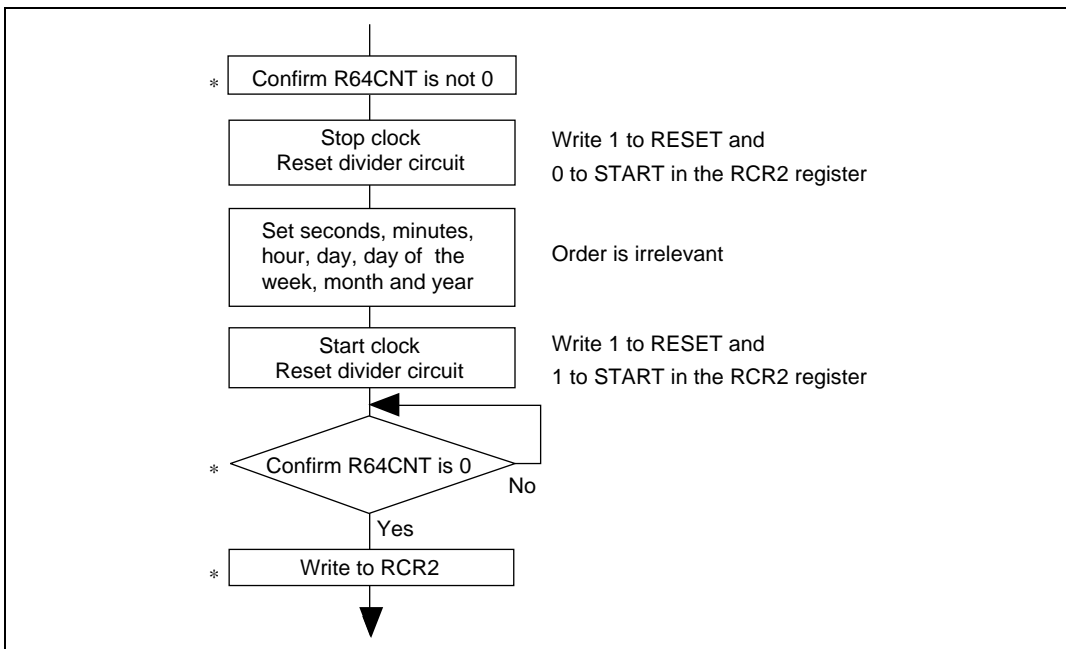 * Confirm R64CNT is not 0
Stop clock
Reset divider circuit
Write 1 to RESET and
0 to START in the RCR2 register
Set seconds, minutes,
hour, day, day of the
week, month and year
Order is irrelevant
Start clock
Reset divider circuit
Write 1 to RESET and
1 to START in the RCR2 register
* Confirm R64CNT is 0
No
Yes
* Write to RCR2